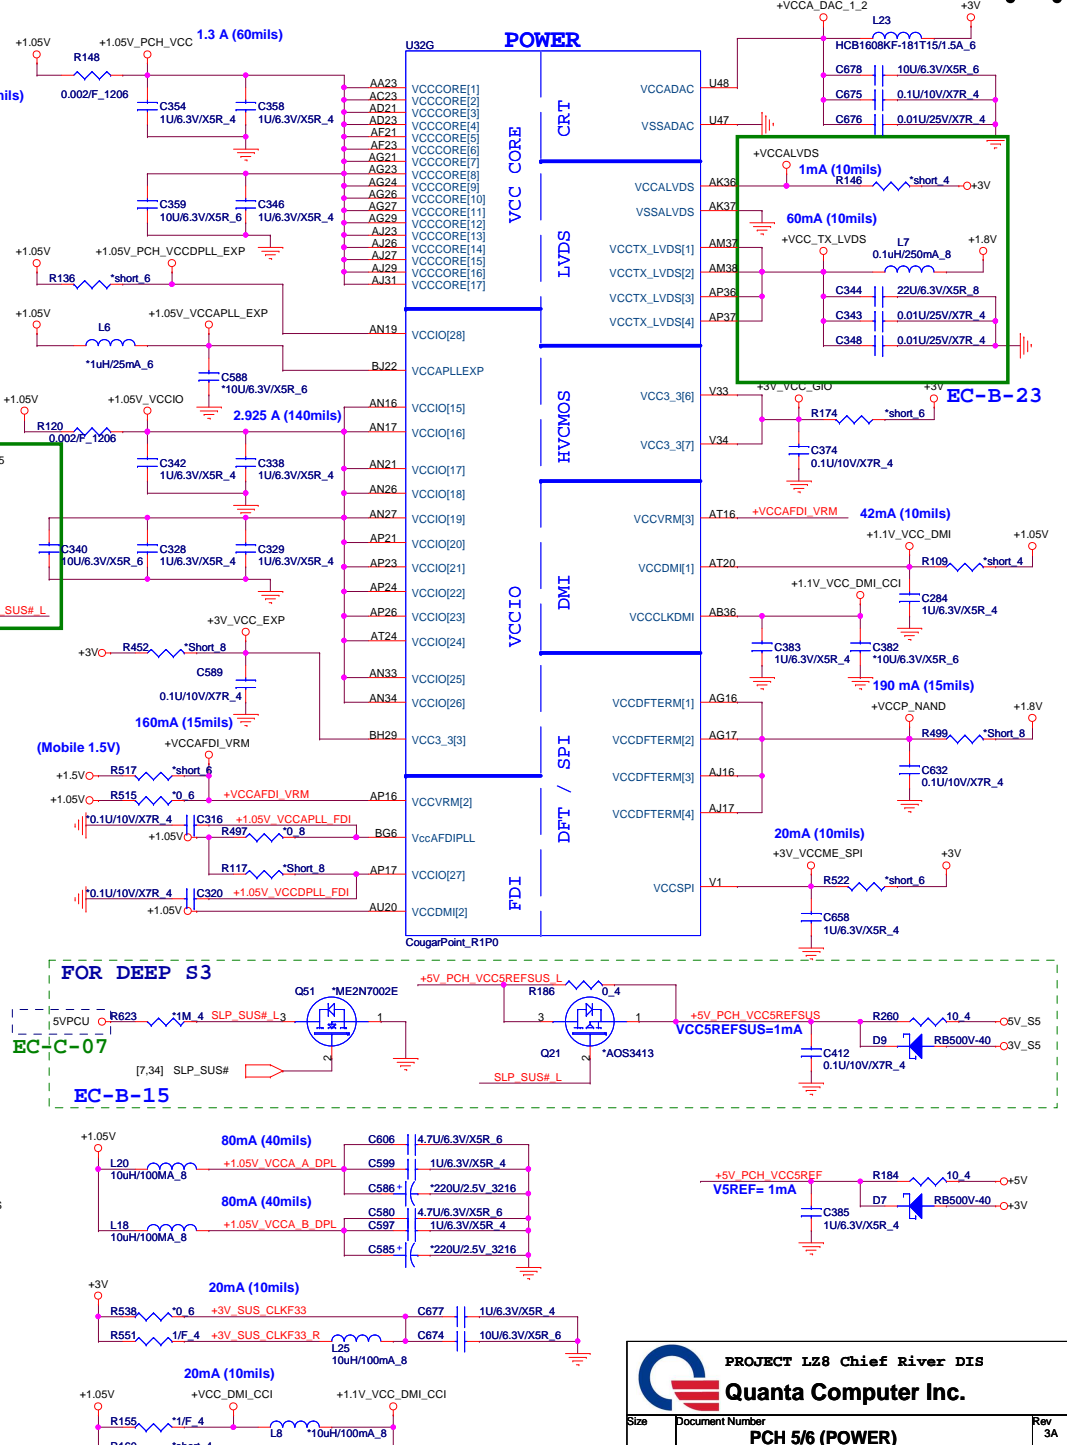 +VCCA_DAC_1_2
+3V
L23
HCB1608KF-181T15/1.5A_6
C678 10U/6.3V/X5R_6
C675 0.1U/10V/X7R_4
C676 0.01U/25V/X7R_4
+1.05V
+1.05V_PCH_VCC
1.3 A (60mils)
R148
0.002/F_1206
C354
1U/6.3V/X5R_4
C358
1U/6.3V/X5R_4
C359
10U/6.3V/X5R_6
C346
1U/6.3V/X5R_4
+1.05V
+1.05V_PCH_VCCDPLL_EXP
R136 *short_6
+1.05V
+1.05V_VCCAPLL_EXP
L6
*1uH/25mA_6
C588
*10U/6.3V/X5R_6
+1.05V
+1.05V_VCCIO
2.925 A (140mils)
R120
0.002/F_1206
C342
1U/6.3V/X5R_4
C338
1U/6.3V/X5R_4
C340
10U/6.3V/X5R_6
C328
1U/6.3V/X5R_4
C329
1U/6.3V/X5R_4
_SUS#_L
+3V_VCC_EXP
+3V R452 *Short_8
C589
0.1U/10V/X7R_4
160mA (15mils)
(Mobile 1.5V)
+VCCAFDI_VRM
+1.5V R517 *short_6
+1.05V R515 *0_6 +VCCAFDI_VRM
*0.1U/10V/X7R_4 C316 +1.05V_VCCAPLL_FDI
+1.05V R497 *0_8
R117 *Short_8
*0.1U/10V/X7R_4 C320 +1.05V_VCCDPLL_FDI
+1.05V
U32G
POWER
AA23 VCCCORE[1]
AC23 VCCCORE[2]
AD21 VCCCORE[3]
AD23 VCCCORE[4]
AF21 VCCCORE[5]
AF23 VCCCORE[6]
AG21 VCCCORE[7]
AG23 VCCCORE[8]
AG24 VCCCORE[9]
AG26 VCCCORE[10]
AG27 VCCCORE[11]
AG29 VCCCORE[12]
AJ23 VCCCORE[13]
AJ26 VCCCORE[14]
AJ27 VCCCORE[15]
AJ29 VCCCORE[16]
AJ31 VCCCORE[17]
AN19 VCCIO[28]
BJ22 VCCAPLLEXP
AN16 VCCIO[15]
AN17 VCCIO[16]
AN21 VCCIO[17]
AN26 VCCIO[18]
AN27 VCCIO[19]
AP21 VCCIO[20]
AP23 VCCIO[21]
AP24 VCCIO[22]
AP26 VCCIO[23]
AT24 VCCIO[24]
AN33 VCCIO[25]
AN34 VCCIO[26]
BH29 VCC3_3[3]
AP16 VCCVRM[2]
BG6 VccAFDIPLL
AP17 VCCIO[27]
AU20 VCCDMI[2]
VCC CORE
VCCIO
FDI
CRT
LVDS
HVCMOS
DMI
DFT / SPI
VCCADAC U48
VSSADAC U47
VCCALVDS AK36
VSSALVDS AK37
VCCTX_LVDS[1] AM37
VCCTX_LVDS[2] AM38
VCCTX_LVDS[3] AP36
VCCTX_LVDS[4] AP37
VCC3_3[6] V33
VCC3_3[7] V34
VCCVRM[3] AT16
VCCDMI[1] AT20
VCCCLKDMI AB36
VCCDFTERM[1] AG16
VCCDFTERM[2] AG17
VCCDFTERM[3] AJ16
VCCDFTERM[4] AJ17
VCCSPI V1
CougarPoint_R1P0
+VCCALVDS
1mA (10mils)
R146 *short_4 +3V
60mA (10mils)
+VCC_TX_LVDS
L7
0.1uH/250mA_8
+1.8V
C344 22U/6.3V/X5R_8
C343 0.01U/25V/X7R_4
C348 0.01U/25V/X7R_4
EC-B-23
+3V_VCC_GIO
+3V
R174 *short_6
C374
0.1U/10V/X7R_4
+VCCAFDI_VRM
42mA (10mils)
+1.1V_VCC_DMI
+1.05V
R109 *short_4
C284
1U/6.3V/X5R_4
+1.1V_VCC_DMI_CCI
C383
1U/6.3V/X5R_4
C382
*10U/6.3V/X5R_6
190 mA (15mils)
+VCCP_NAND
+1.8V
R499 *Short_8
C632
0.1U/10V/X7R_4
20mA (10mils)
+3V_VCCME_SPI
+3V
R522 *short_6
C658
1U/6.3V/X5R_4
FOR DEEP S3
5VPCU R623 *1M_4 SLP_SUS#_L 3
Q51 *ME2N7002E
1
2
EC-C-07
[7,34] SLP_SUS#
EC-B-15
+5V_PCH_VCC5REFSUS_L
R186 0_4
3
1
Q21 *AOS3413
2
SLP_SUS#_L
+5V_PCH_VCC5REFSUS
VCC5REFSUS=1mA
C412
0.1U/10V/X7R_4
R260 10_4 5V_S5
D9 RB500V-40 3V_S5
+1.05V
80mA (40mils)
L20
10uH/100MA_8
+1.05V_VCCA_A_DPL
C606 4.7U/6.3V/X5R_6
C599 1U/6.3V/X5R_4
C586 + *220U/2.5V_3216
80mA (40mils)
L18
10uH/100MA_8
+1.05V_VCCA_B_DPL
C580 4.7U/6.3V/X5R_6
C597 1U/6.3V/X5R_4
C585 + *220U/2.5V_3216
+5V_PCH_VCC5REF
V5REF= 1mA
C385
1U/6.3V/X5R_4
R184 10_4 +5V
D7 RB500V-40 +3V
+3V
20mA (10mils)
R538 *0_6 +3V_SUS_CLKF33
R551 1/F_4 +3V_SUS_CLKF33_R
L25
10uH/100mA_8
C677 1U/6.3V/X5R_4
C674 10U/6.3V/X5R_6
20mA (10mils)
+1.05V
+VCC_DMI_CCI
+1.1V_VCC_DMI_CCI
R155 *1/F_4
L8 *10uH/100mA_8
PROJECT LZ8 Chief River DIS
Quanta Computer Inc.
Size
Document Number
Rev
PCH 5/6 (POWER)
3A